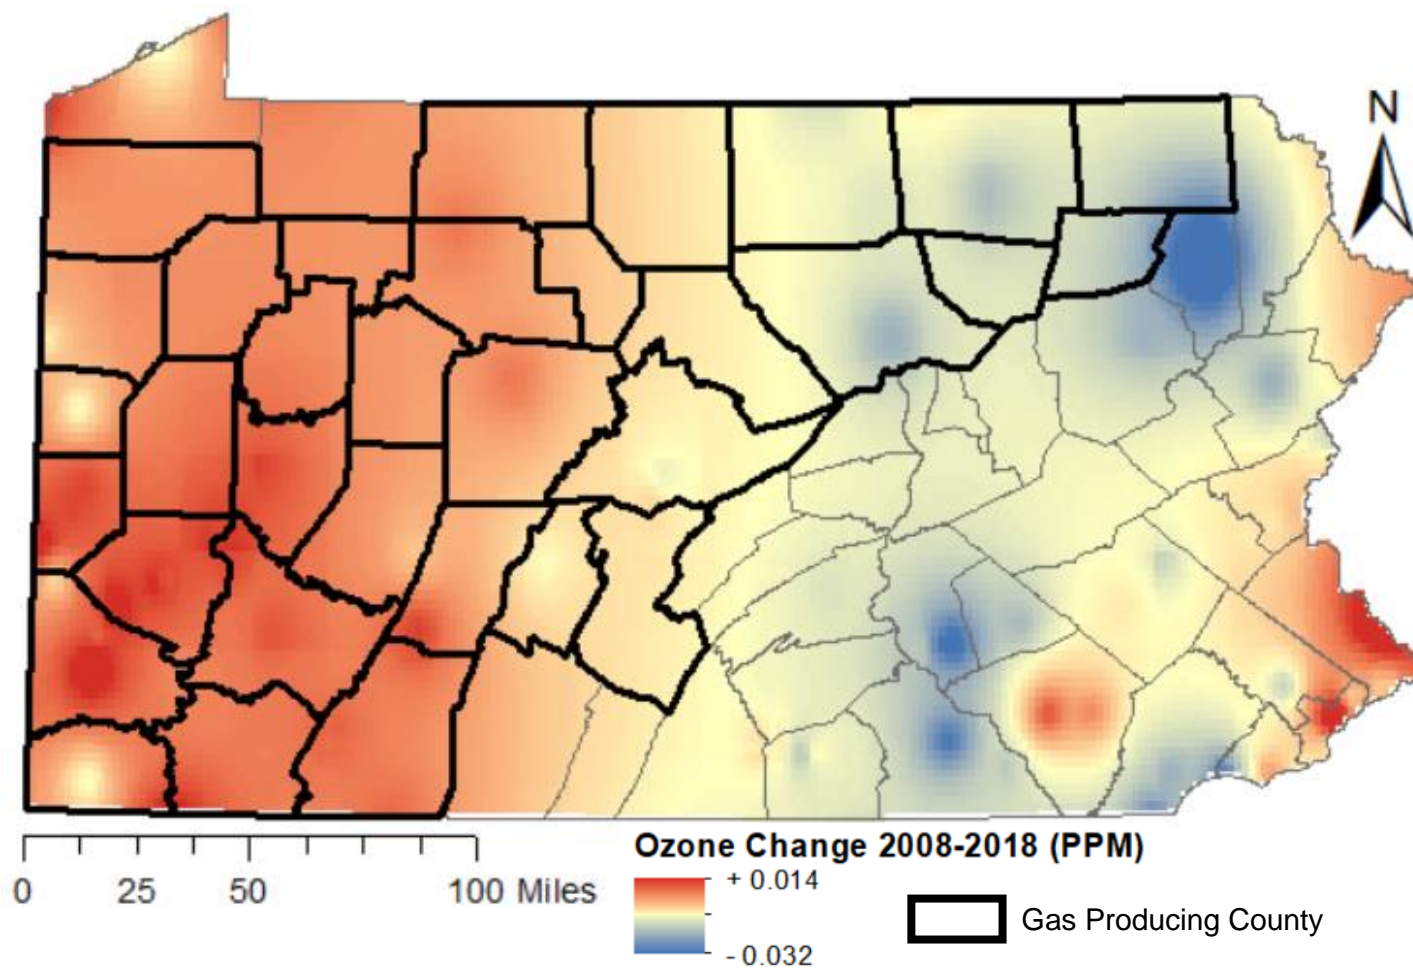 N
0 25 50 100 Miles
Ozone Change 2008-2018 (PPM)
+ 0.014
- 0.032
Gas Producing County